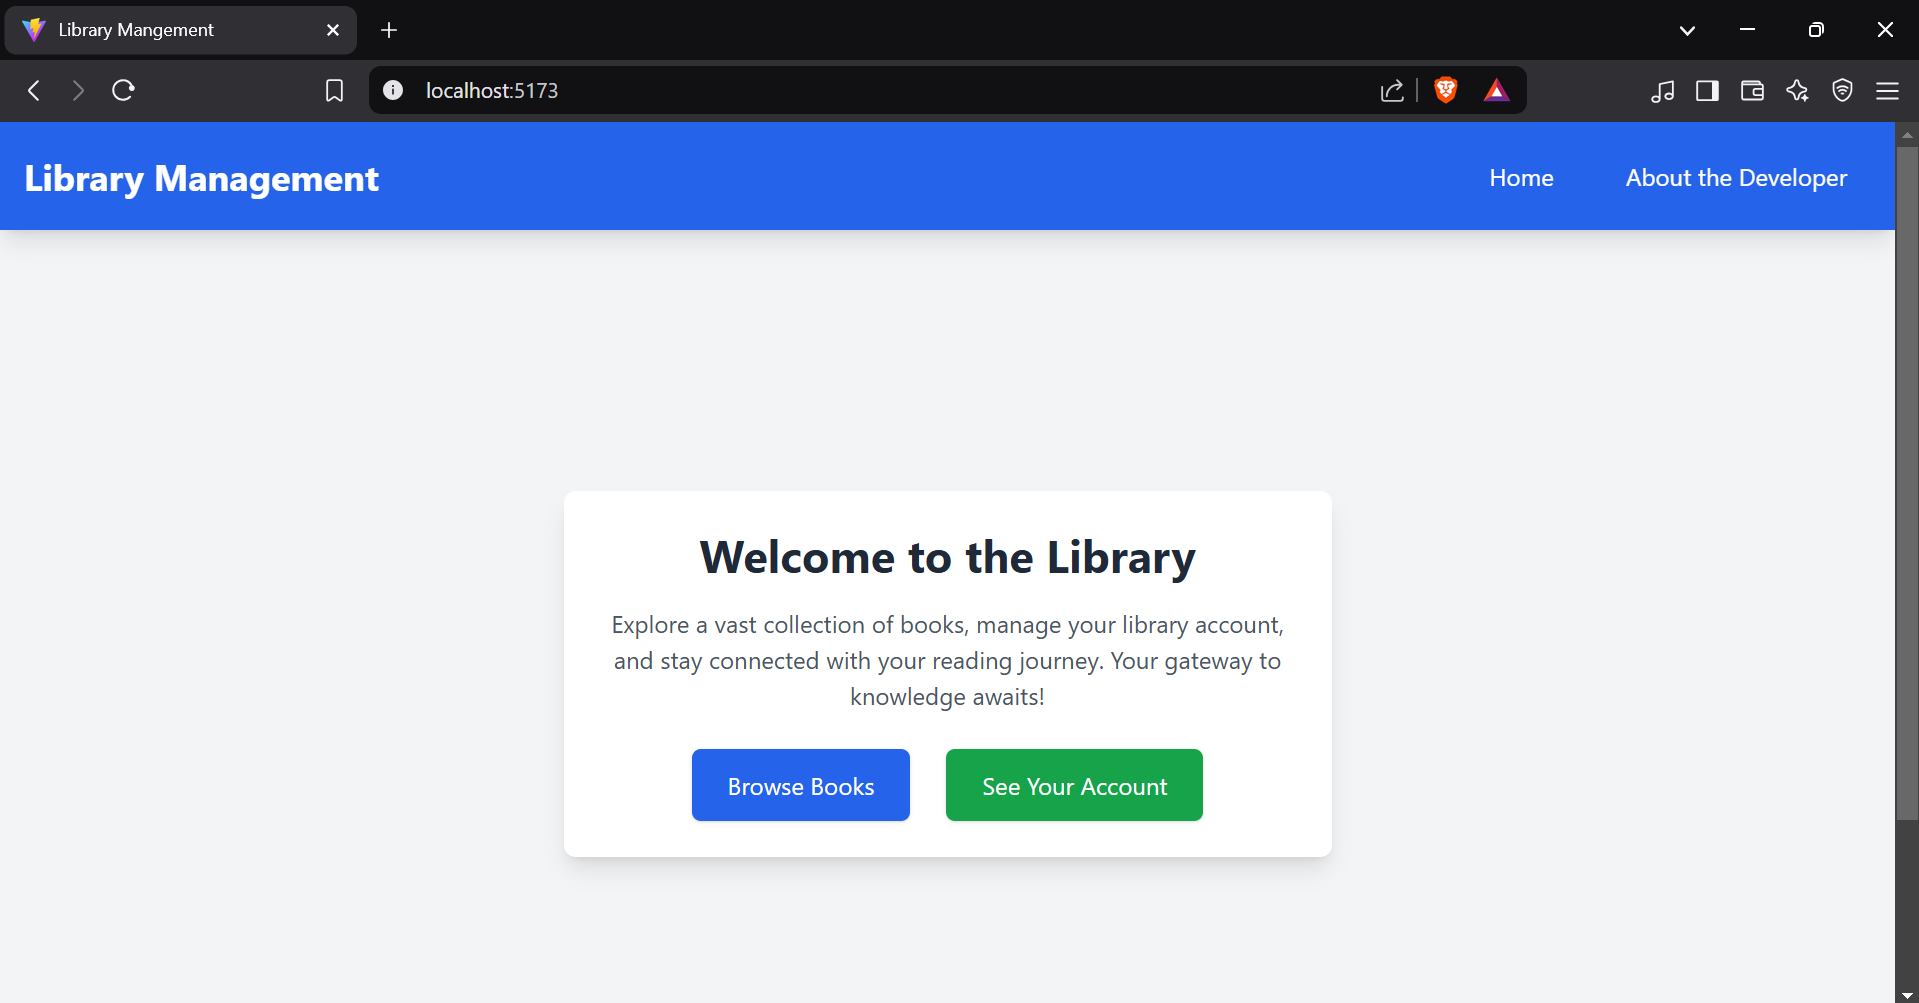 Library Mangement
localhost:5173
Library Management
Home
About the Developer
Welcome to the Library
Explore a vast collection of books, manage your library account,
and stay connected with your reading journey. Your gateway to
knowledge awaits!
Browse Books
See Your Account